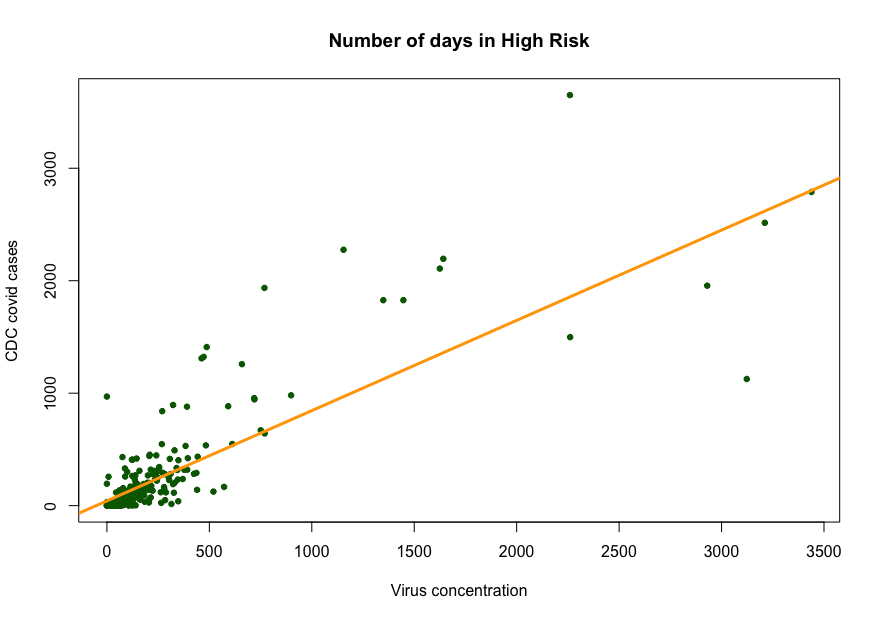 Number of days in High Risk
CDC covid cases
3000
2000
1000
0
0 500 1000 1500 2000 2500 3000 3500
Virus concentration